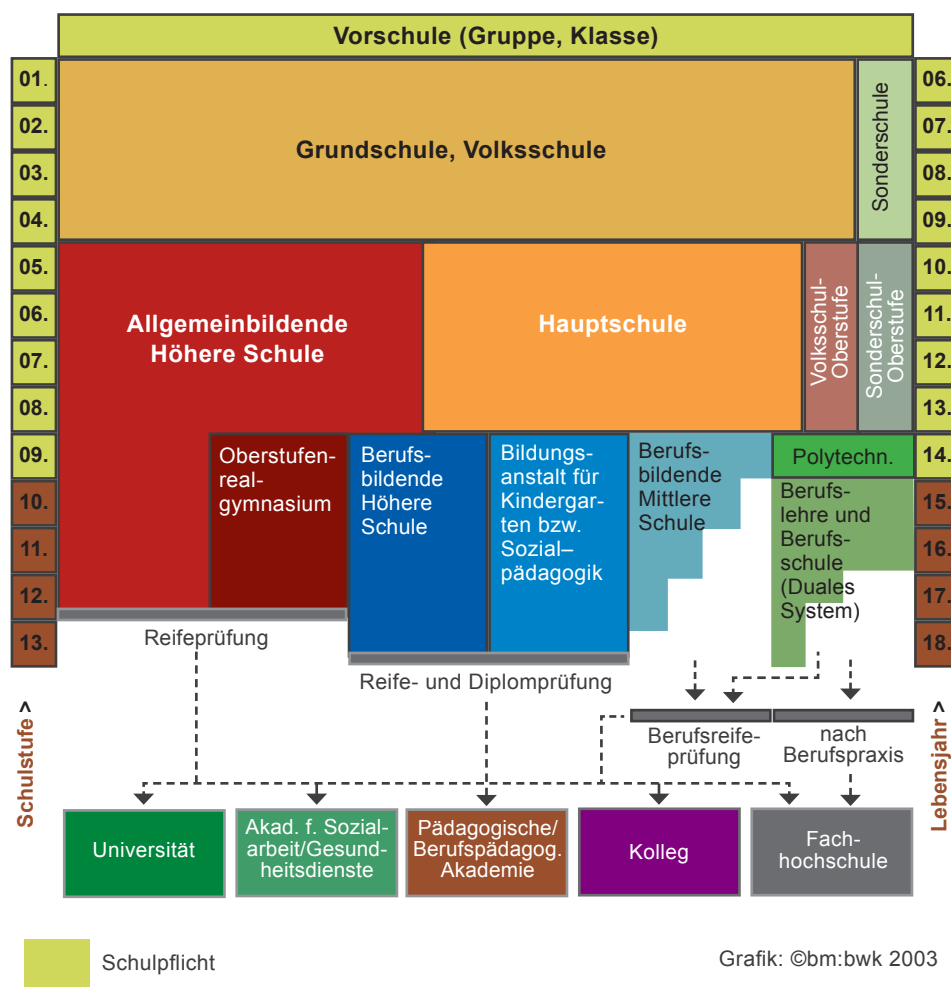 Vorschule (Gruppe, Klasse)
01.
02.
03.
04.
05.
06.
07.
08.
09.
10.
11.
12.
13.
Schulstufe >
Grundschule, Volksschule
Sonderschule
Allgemeinbildende
Höhere Schule
Hauptschule
Volksschul-
Oberstufe
Sonderschul-
Oberstufe
Oberstufen-
real-
gymnasium
Berufs-
bildende
Höhere
Schule
Bildungs-
anstalt für
Kindergar-
ten bzw.
Sozial–
pädagogik
Berufs-
bildende
Mittlere
Schule
Polytechn.
Berufs-
lehre und
Berufs-
schule
(Duales
System)
06.
07.
08.
09.
10.
11.
12.
13.
14.
15.
16.
17.
18.
Lebensjahr >
Reifeprüfung
Reife- und Diplomprüfung
Berufsreife-
prüfung
nach
Berufspraxis
Universität
Akad. f. Sozial-
arbeit/Gesund-
heitsdienste
Pädagogische/
Berufspädagog.
Akademie
Kolleg
Fach-
hochschule
Schulpflicht
Grafik: ©bm:bwk 2003